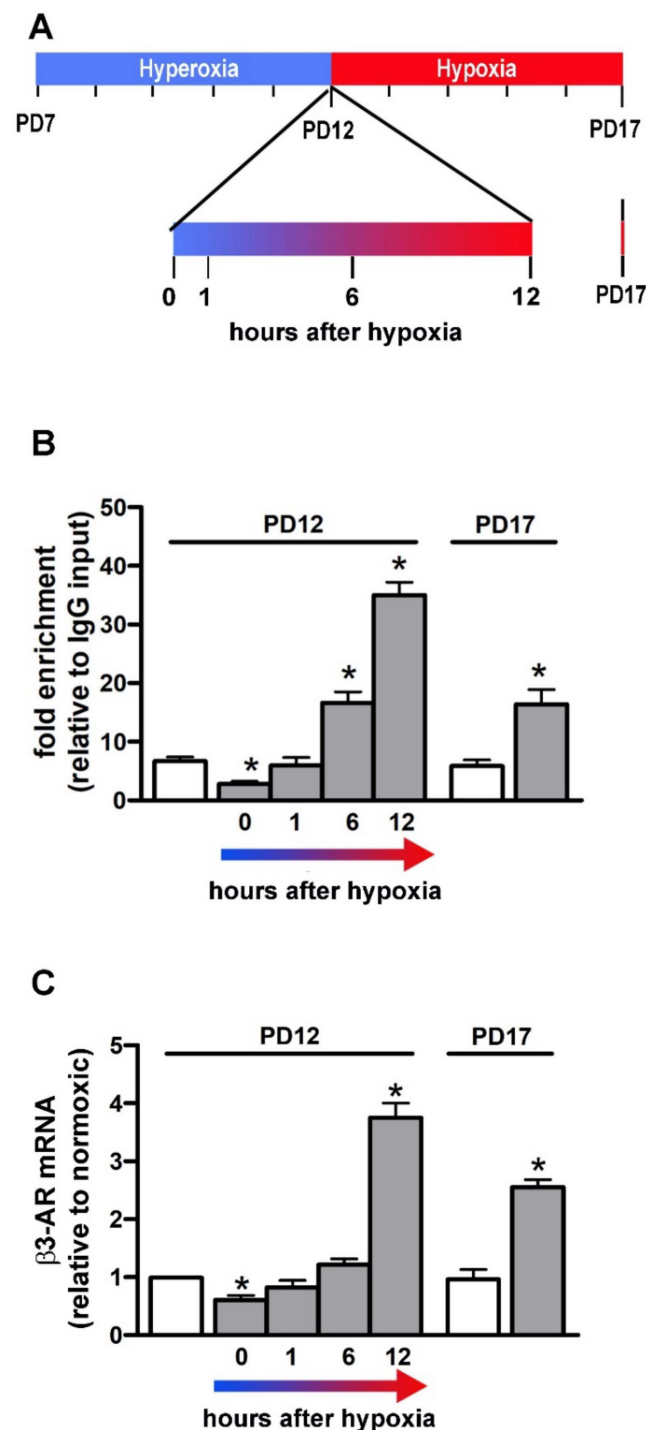 A
Hyperoxia Hypoxia
PD7 PD12 PD17
0 1 6 12 PD17
hours after hypoxia
B
fold enrichment
(relative to IgG input)
50
40
30
20
10
0
PD12 PD17
*
*
*
*
0 1 6 12
hours after hypoxia
C
β3-AR mRNA
(relative to normoxic)
5
4
3
2
1
0
PD12 PD17
*
*
*
0 1 6 12
hours after hypoxia